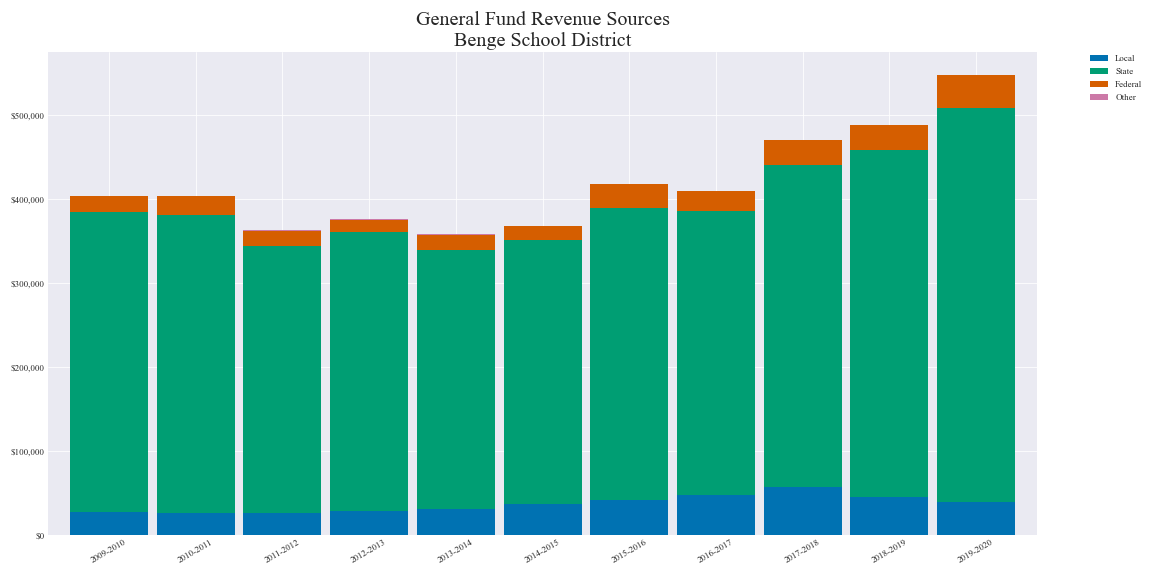 General Fund Revenue Sources
Benge School District
Local
State
Federal
Other
$500,000
$400,000
$300,000
$200,000
$100,000
$0
2009-2010
2010-2011
2011-2012
2012-2013
2013-2014
2014-2015
2015-2016
2016-2017
2017-2018
2018-2019
2019-2020